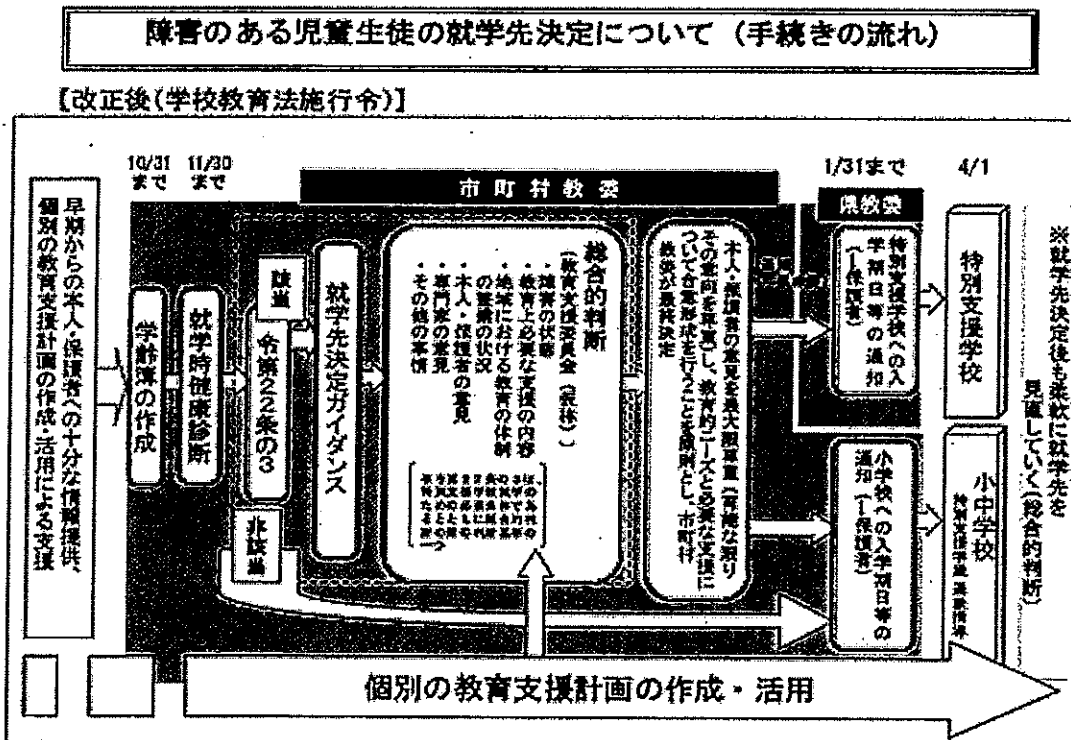 障害のある児童生徒の就学先決定について（手続きの流れ）
【改正後（学校教育法施行令）】
10/31
まで
11/30
まで
市町村教委
1/31まで
4/1
県教委
早期からの本人・保護者への十分な情報提供、
個別の教育支援計画の作成・活用による支援
学齢簿の作成
就学時健康診断
該当
令第２２条の３
非該当
就学先決定ガイダンス
総合的判断
（教育支援委員会（仮称））
・障害の状態
・教育上必要な支援の内容
・地域における教育の体制
の整備の状況
・本人・保護者の意見
・専門家の意見
・その他の事情
本人・保護者の意見を最大限尊重（可能な限り
その意向を尊重）し、教育的ニーズと必要な支援に
ついて合意形成を行うことを原則とし、市町村
教委が最終決定
特別支援学校への入
学期日等の通知
（→保護者）
小学校への入学期日等の
通知（→保護者）
特別支援学校
小中学校
※就学先決定後も柔軟に就学先を
見直していく（総合的判断）
個別の教育支援計画の作成・活用